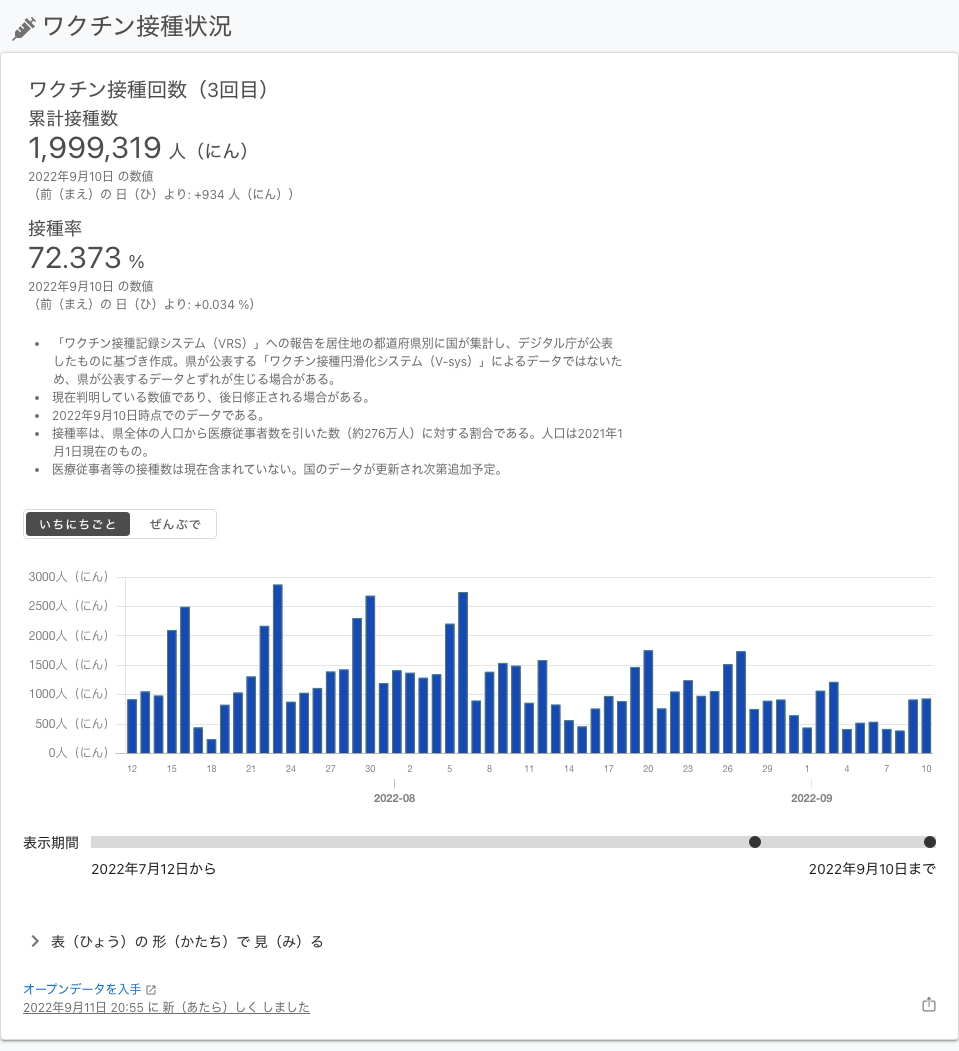 ワクチン接種状況
ワクチン接種回数（3回目）
累計接種数
1,999,319 人（にん）
2022年9月10日 の数値
（前（まえ）の 日（ひ）より: +934 人（にん））
接種率
72.373 %
2022年9月10日 の数値
（前（まえ）の 日（ひ）より: +0.034 %）
• 「ワクチン接種記録システム（VRS）」への報告を居住地の都道府県別に国が集計し、デジタル庁が公表
したものに基づき作成。県が公表する「ワクチン接種円滑化システム（V-sys）」によるデータではないた
め、県が公表するデータとずれが生じる場合がある。
• 現在判明している数値であり、後日修正される場合がある。
• 2022年9月10日時点でのデータである。
• 接種率は、県全体の人口から医療従事者数を引いた数（約276万人）に対する割合である。人口は2021年1
月1日現在のもの。
• 医療従事者等の接種数は現在含まれていない。国のデータが更新され次第追加予定。
いちにちごと ぜんぶで
3000人（にん）
2500人（にん）
2000人（にん）
1500人（にん）
1000人（にん）
500人（にん）
0人（にん）
12 15 18 21 24 27 30 2 5 8 11 14 17 20 23 26 29 1 4 7 10
2022-08 2022-09
表示期間
2022年7月12日から 2022年9月10日まで
表（ひょう）の 形（かたち）で 見（み）る
オープンデータを入手
2022年9月11日 20:55 に 新（あたら）しく しました